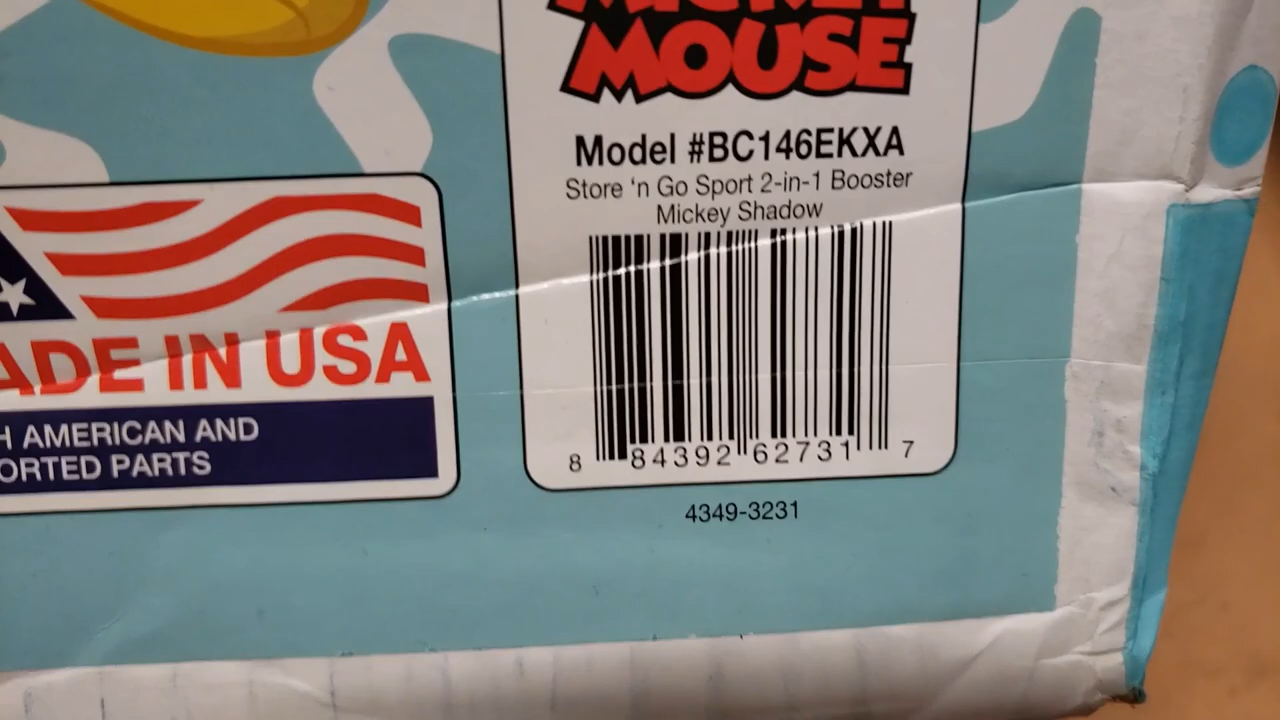 MICKEY
MOUSE
Model #BC146EKXA
Store 'n Go Sport 2-in-1 Booster
Mickey Shadow
8 84392 62731 7
4349-3231
ADE IN USA
H AMERICAN AND
ORTED PARTS